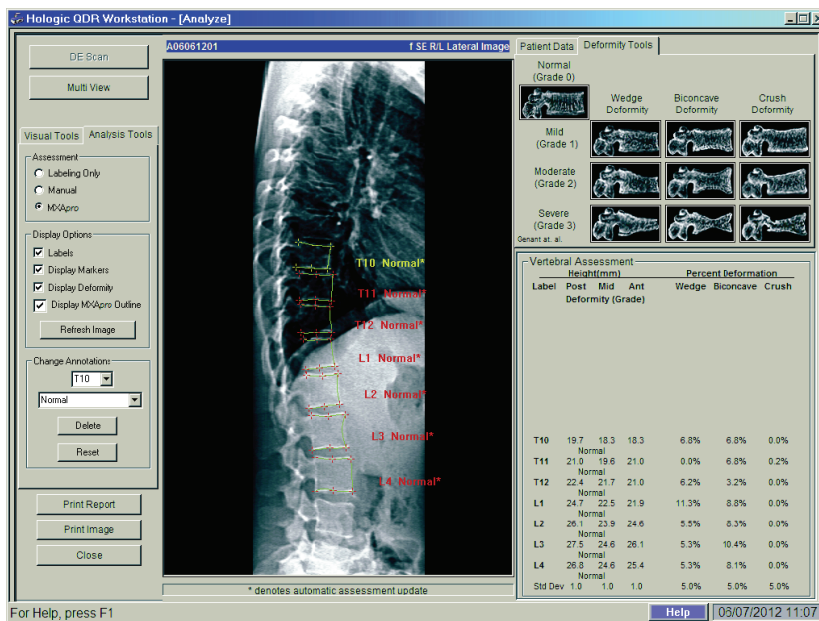 Hologic QDR Workstation - [Analyze]
DE Scan
Multi View
Visual Tools Analysis Tools
Assessment
Labeling Only
Manual
MXApro
Display Options
Labels
Display Markers
Display Deformity
Display MXApro Outline
Refresh Image
Change Annotations
T10
Normal
Delete
Reset
Print Report
Print Image
Close
A06061201 f SE R/L Lateral Image
T10 Normal*
T11 Normal*
T12 Normal*
L1 Normal*
L2 Normal*
L3 Normal*
L4 Normal*
* denotes automatic assessment update
Patient Data Deformity Tools
Normal
(Grade 0)
Wedge Biconcave Crush
Deformity Deformity Deformity
Mild
(Grade 1)
Moderate
(Grade 2)
Severe
(Grade 3)
Genant at. al.
Vertebral Assessment
Height(mm) Percent Deformation
Label Post Mid Ant Wedge Biconcave Crush
Deformity (Grade)
T10 19.7 18.3 18.3 6.8% 6.8% 0.0%
Normal
T11 21.0 19.6 21.0 0.0% 6.8% 0.2%
Normal
T12 22.4 21.7 21.0 6.2% 3.2% 0.0%
Normal
L1 24.7 22.5 21.9 11.3% 8.8% 0.0%
Normal
L2 26.1 23.9 24.6 5.5% 8.3% 0.0%
Normal
L3 27.5 24.6 26.1 5.3% 10.4% 0.0%
Normal
L4 26.8 24.6 25.4 5.3% 8.1% 0.0%
Normal
Std Dev 1.0 1.0 1.0 5.0% 5.0% 5.0%
For Help, press F1
Help
06/07/2012 11:07